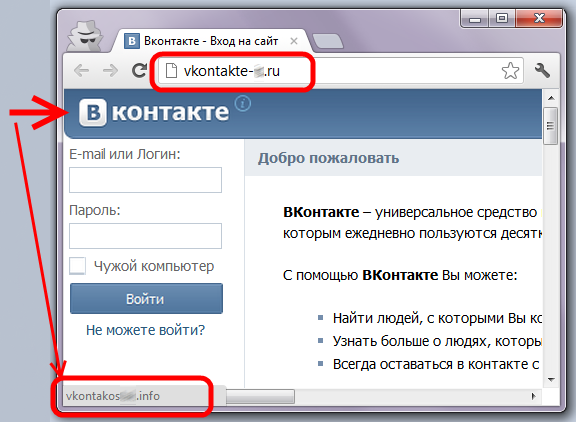 Вконтакте - Вход на сайт
vkontakte- .ru
В контакте i
E-mail или Логин:
Пароль:
Чужой компьютер
Войти
Не можете войти?
Добро пожаловать
ВКонтакте – универсальное средство
которым ежедневно пользуются десятк
С помощью ВКонтакте Вы можете:
Найти людей, с которыми Вы ко
Узнать больше о людях, которы
Всегда оставаться в контакте с
vkontakos .info